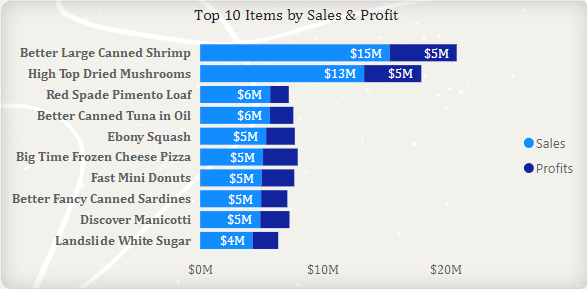 Top 10 Items by Sales & Profit
Better Large Canned Shrimp $15M $5M
High Top Dried Mushrooms $13M $5M
Red Spade Pimento Loaf $6M
Better Canned Tuna in Oil $6M
Ebony Squash $5M
Big Time Frozen Cheese Pizza $5M
Fast Mini Donuts $5M
Better Fancy Canned Sardines $5M
Discover Manicotti $5M
Landslide White Sugar $4M
$0M $10M $20M
Sales
Profits